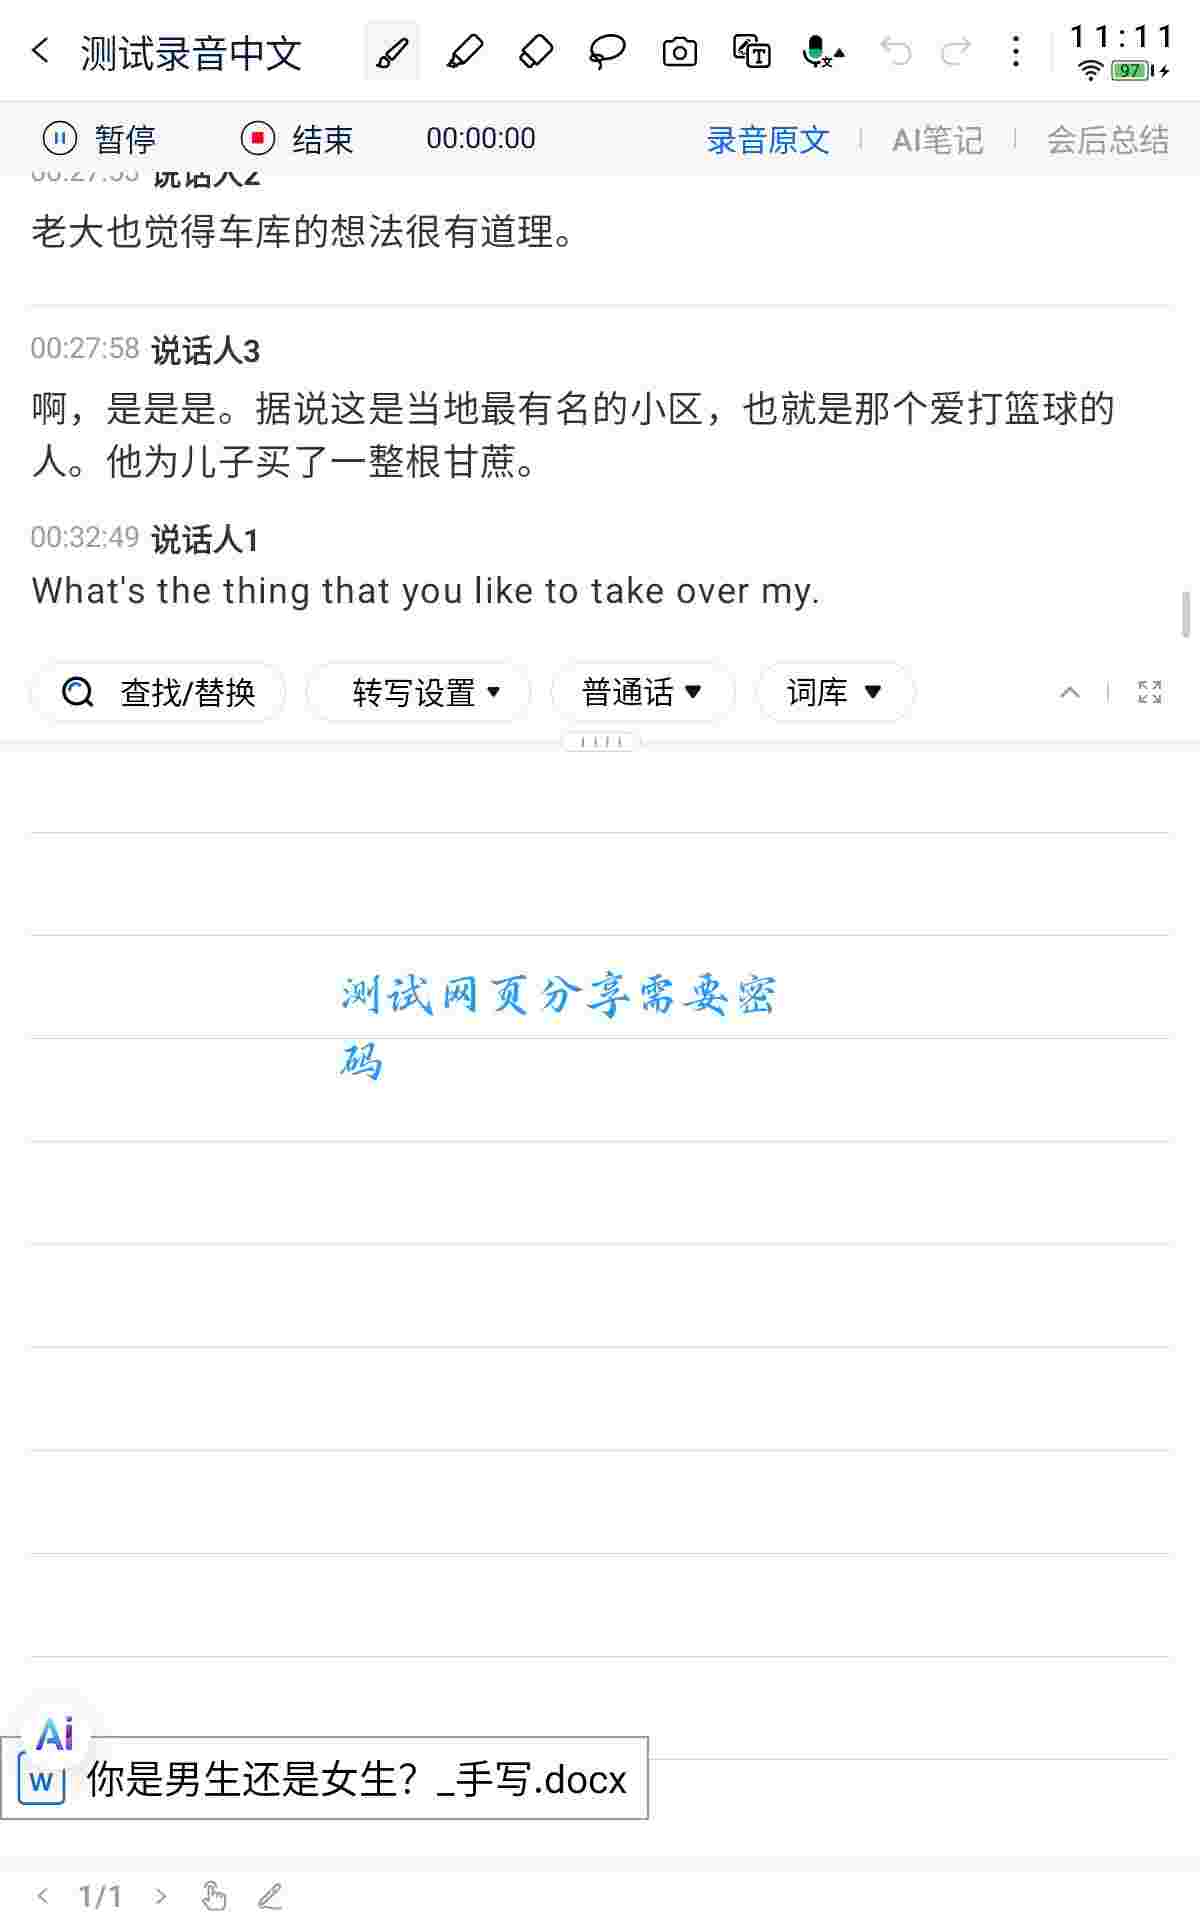 测试录音中文
11:11
97
暂停 结束 00:00:00 录音原文 AI笔记 会后总结
说话人2
老大也觉得车库的想法很有道理。
00:27:58 说话人3
啊，是是是。据说这是当地最有名的小区，也就是那个爱打篮球的
人。他为儿子买了一整根甘蔗。
00:32:49 说话人1
What's the thing that you like to take over my.
查找/替换 转写设置 普通话 词库
测试网页分享需要密
码
Ai
W 你是男生还是女生？_手写.docx
1/1